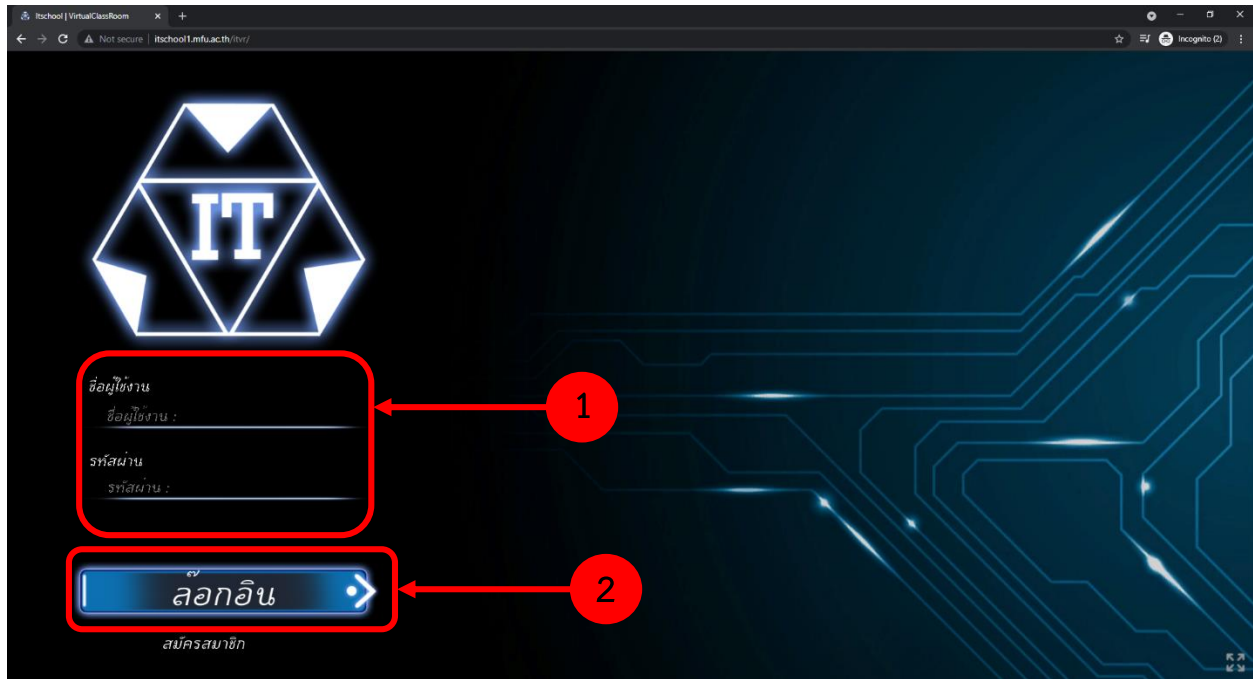 Itschool | VirtualClassRoom
Not secure | itschool1.mfu.ac.th/itvr/
Incognito (2)
IT
ชื่อผู้ใช้งาน
ชื่อผู้ใช้งาน :
1
รหัสผ่าน
รหัสผ่าน :
ล๊อกอิน
2
สมัครสมาชิก